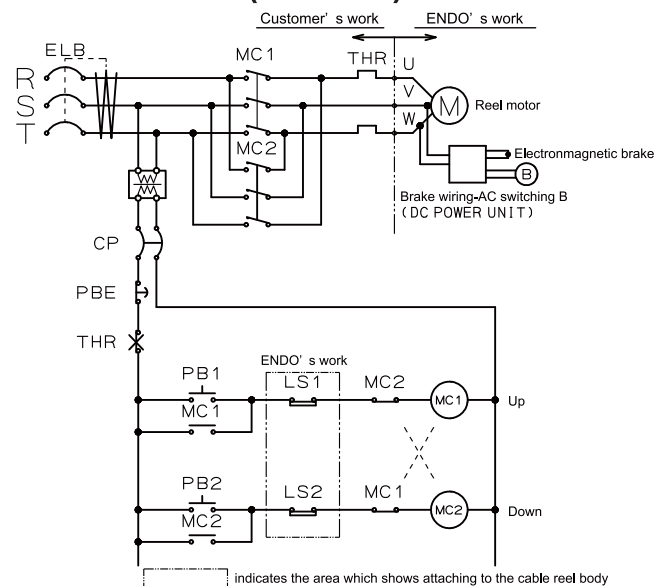 Customer' s work ENDO' s work
ELB MC1 THR U
R
S V M Reel motor
T W
MC2
Electronmagnetic brake
B
Brake wiring-AC switching B
(DC POWER UNIT)
CP
PBE
THR
ENDO' s work
PB1 LS1 MC2 MC1 Up
MC1
PB2 LS2 MC1 MC2 Down
MC2
indicates the area which shows attaching to the cable reel body